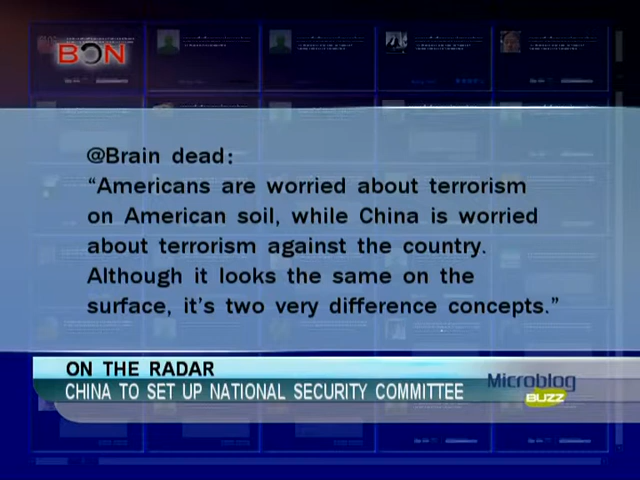 BON
@Brain dead:
“Americans are worried about terrorism
on American soil, while China is worried
about terrorism against the country.
Although it looks the same on the
surface, it's two very difference concepts.”
ON THE RADAR
CHINA TO SET UP NATIONAL SECURITY COMMITTEE
Microblog
BUZZ